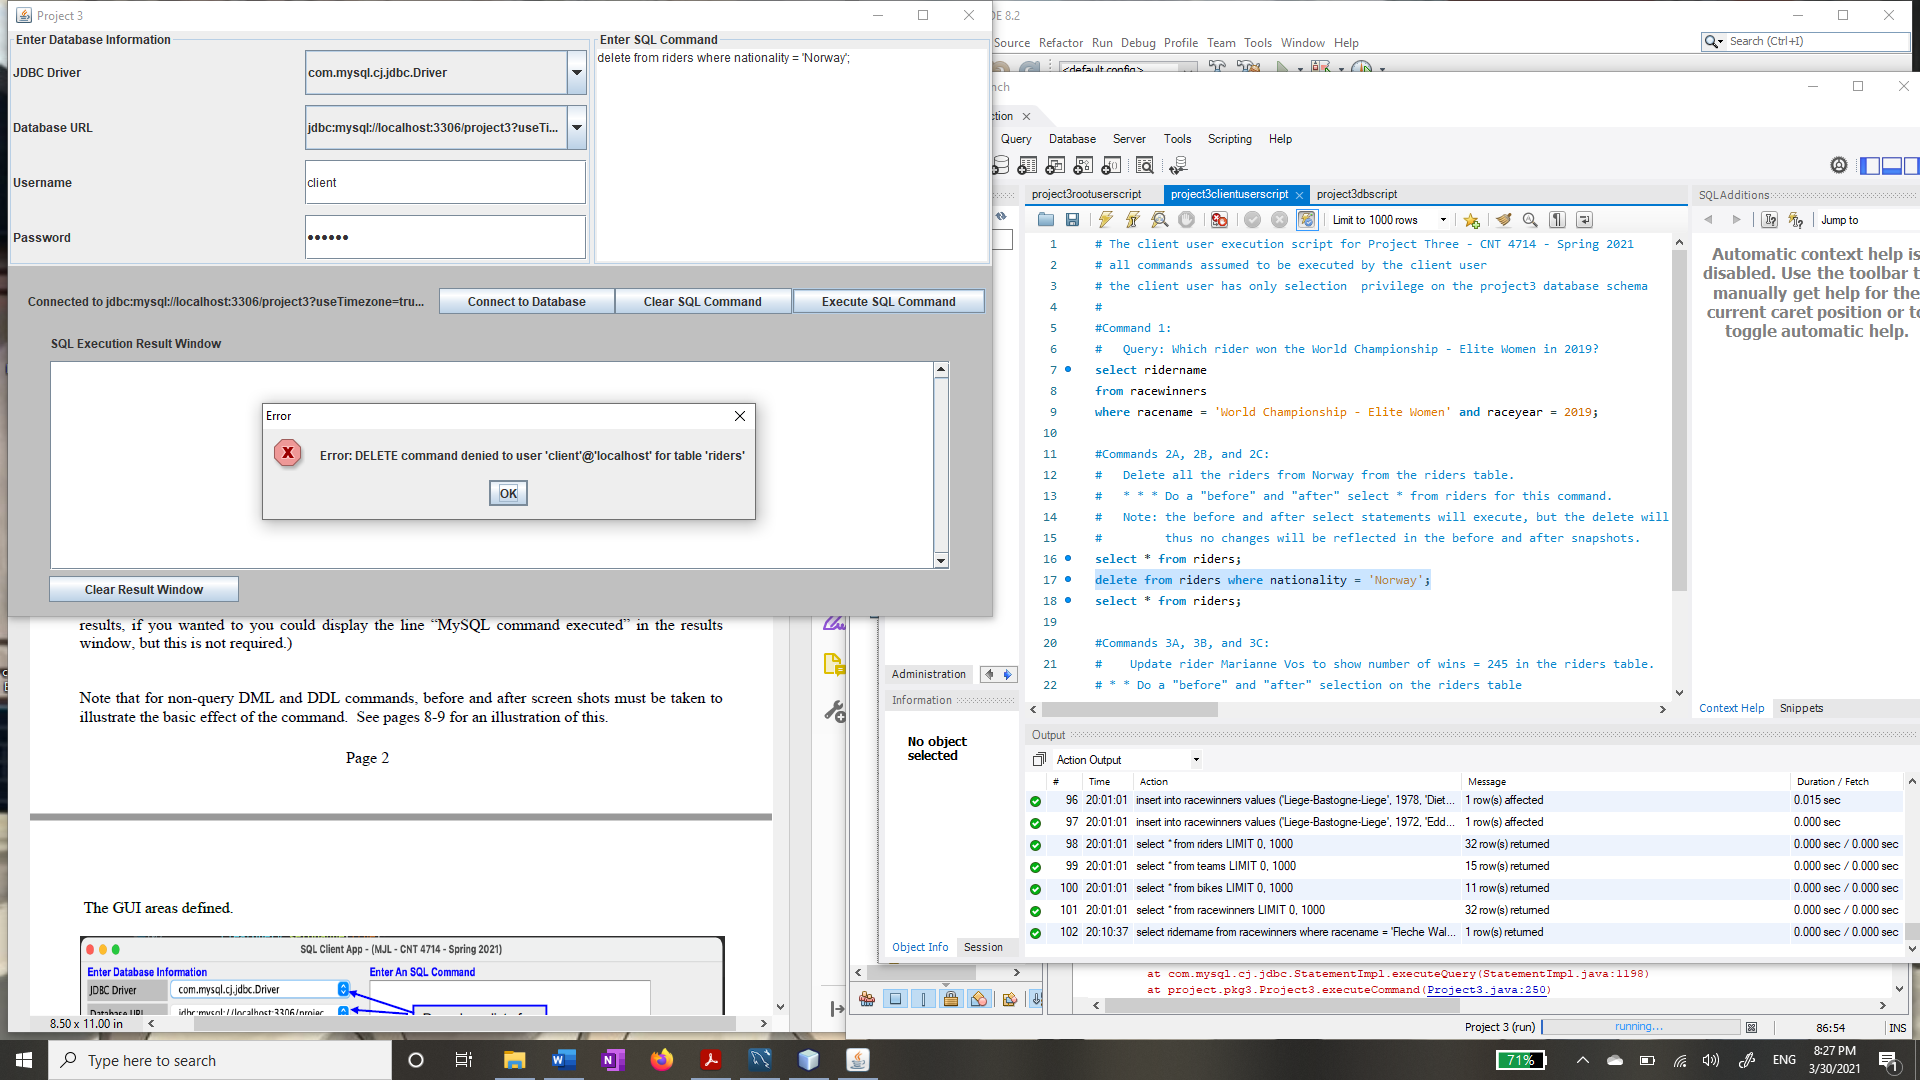 Project 3
Enter Database Information
JDBC Driver
com.mysql.cj.jdbc.Driver
Database URL
jdbc:mysql://localhost:3306/project3?useTi...
Username
client
Password
••••••
Enter SQL Command
delete from riders where nationality = 'Norway';
Connected to jdbc:mysql://localhost:3306/project3?useTimezone=tru...
Connect to Database
Clear SQL Command
Execute SQL Command
SQL Execution Result Window
Error
Error: DELETE command denied to user 'client'@'localhost' for table 'riders'
OK
Clear Result Window
results, if you wanted to you could display the line “MySQL command executed” in the results
window, but this is not required.)
Note that for non-query DML and DDL commands, before and after screen shots must be taken to
illustrate the basic effect of the command.  See pages 8-9 for an illustration of this.
Page 2
The GUI areas defined.
SQL Client App - (MJL - CNT 4714 - Spring 2021)
Enter Database Information
Enter An SQL Command
JDBC Driver
com.mysql.cj.jdbc.Driver
8.50 x 11.00 in
DE 8.2
Source Refactor Run Debug Profile Team Tools Window Help
Search (Ctrl+I)
<default config>
nch
ction
Query Database Server Tools Scripting Help
project3rootuserscript
project3clientuserscript
project3dbscript
Limit to 1000 rows
1 # The client user execution script for Project Three - CNT 4714 - Spring 2021
2 # all commands assumed to be executed by the client user
3 # the client user has only selection  privilege on the project3 database schema
4 #
5 #Command 1:
6 #   Query: Which rider won the World Championship - Elite Women in 2019?
7 select ridername
8 from racewinners
9 where racename = 'World Championship - Elite Women' and raceyear = 2019;
10
11 #Commands 2A, 2B, and 2C:
12 #   Delete all the riders from Norway from the riders table.
13 #   * * * Do a "before" and "after" select * from riders for this command.
14 #   Note: the before and after select statements will execute, but the delete will
15 #         thus no changes will be reflected in the before and after snapshots.
16 select * from riders;
17 delete from riders where nationality = 'Norway';
18 select * from riders;
19
20 #Commands 3A, 3B, and 3C:
21 #    Update rider Marianne Vos to show number of wins = 245 in the riders table.
22 # * * Do a "before" and "after" selection on the riders table
SQL Additions
Jump to
Automatic context help is
disabled. Use the toolbar t
manually get help for the
current caret position or to
toggle automatic help.
Context Help
Snippets
Administration
Information
No object
selected
Object Info
Session
Output
Action Output
# Time Action Message Duration / Fetch
96 20:01:01 insert into racewinners values ('Liege-Bastogne-Liege', 1978, 'Diet... 1 row(s) affected 0.015 sec
97 20:01:01 insert into racewinners values ('Liege-Bastogne-Liege', 1972, 'Edd... 1 row(s) affected 0.000 sec
98 20:01:01 select * from riders LIMIT 0, 1000 32 row(s) returned 0.000 sec / 0.000 sec
99 20:01:01 select * from teams LIMIT 0, 1000 15 row(s) returned 0.000 sec / 0.000 sec
100 20:01:01 select * from bikes LIMIT 0, 1000 11 row(s) returned 0.000 sec / 0.000 sec
101 20:01:01 select * from racewinners LIMIT 0, 1000 32 row(s) returned 0.000 sec / 0.000 sec
102 20:10:37 select ridername from racewinners where racename = 'Fleche Wal... 1 row(s) returned 0.000 sec / 0.000 sec
at com.mysql.cj.jdbc.StatementImpl.executeQuery(StatementImpl.java:1198)
at project.pkg3.Project3.executeCommand(Project3.java:250)
Project 3 (run)
running...
86:54
INS
Type here to search
71%
ENG
8:27 PM
3/30/2021
1